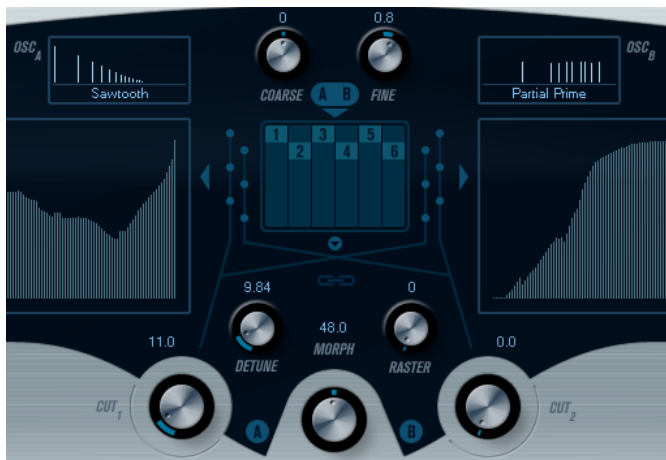 0
0.8
OSC A
OSC B
Sawtooth
Partial Prime
COARSE
A B
FINE
1 2 3 4 5 6
9.84
0
11.0
48.0
0.0
DETUNE
MORPH
RASTER
CUT 1
CUT 2
A
B